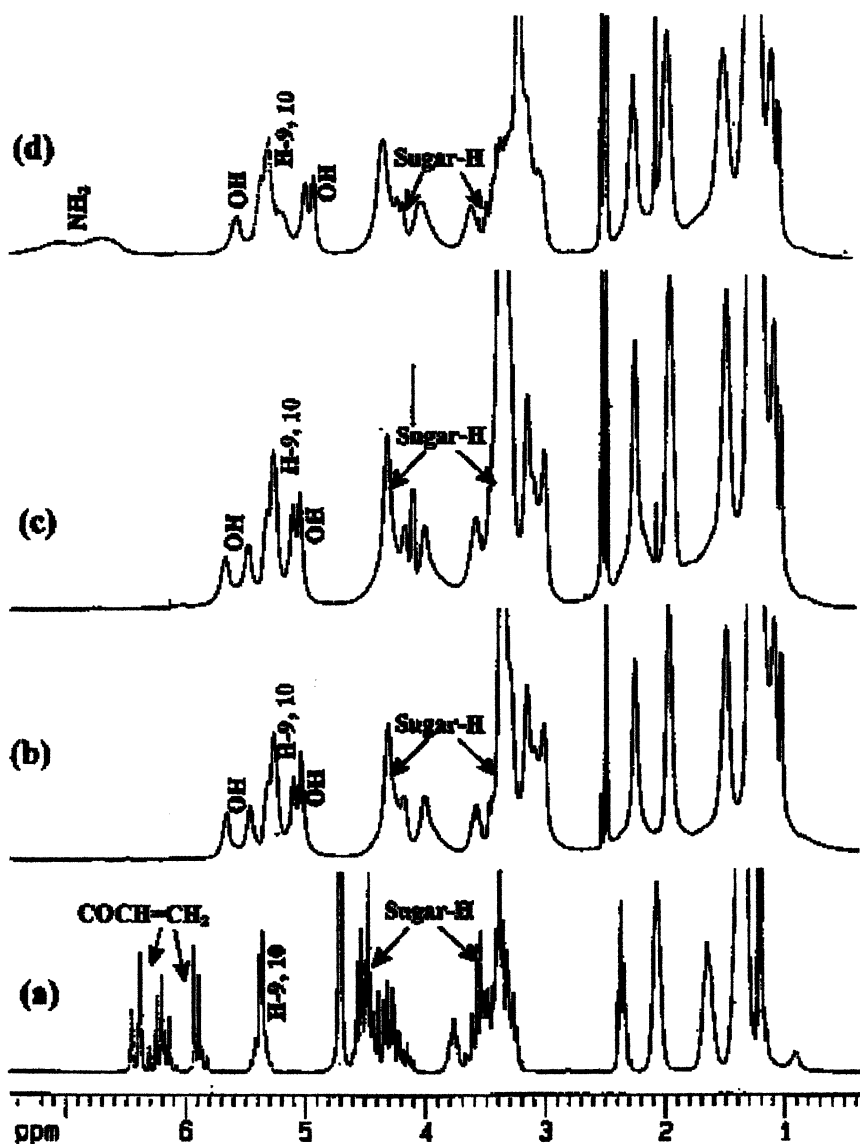 (d)
NH2
OH
H-9, 10
OH
Sugar-H
(c)
OH
H-9, 10
OH
Sugar-H
(b)
OH
H-9, 10
OH
Sugar-H
(a)
COCH=CH2
H-9, 10
Sugar-H
ppm 6 5 4 3 2 1